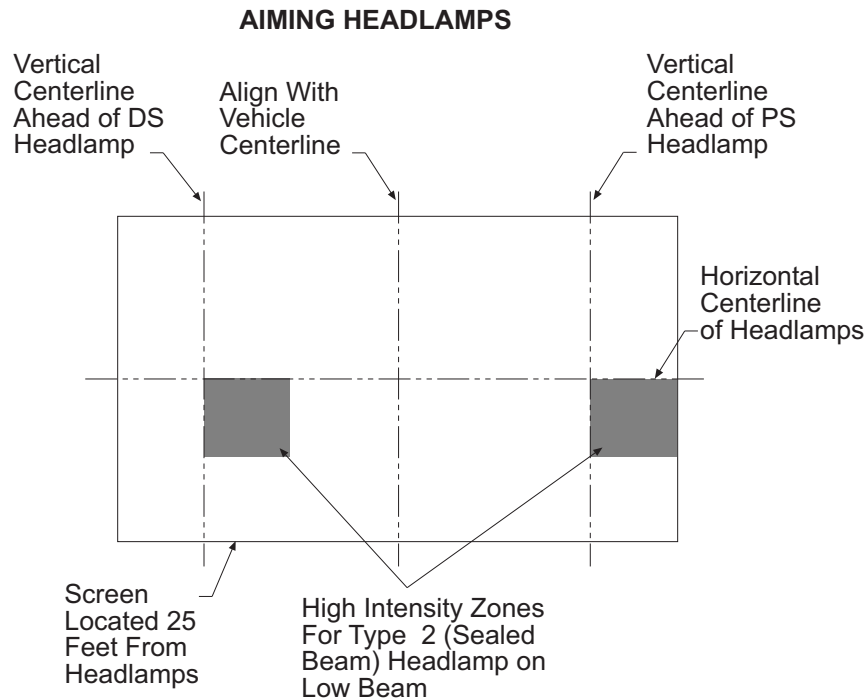 AIMING HEADLAMPS
Vertical
Centerline
Ahead of DS
Headlamp
Align With
Vehicle
Centerline
Vertical
Centerline
Ahead of PS
Headlamp
Horizontal
Centerline
of Headlamps
Screen
Located 25
Feet From
Headlamps
High Intensity Zones
For Type 2 (Sealed
Beam) Headlamp on
Low Beam